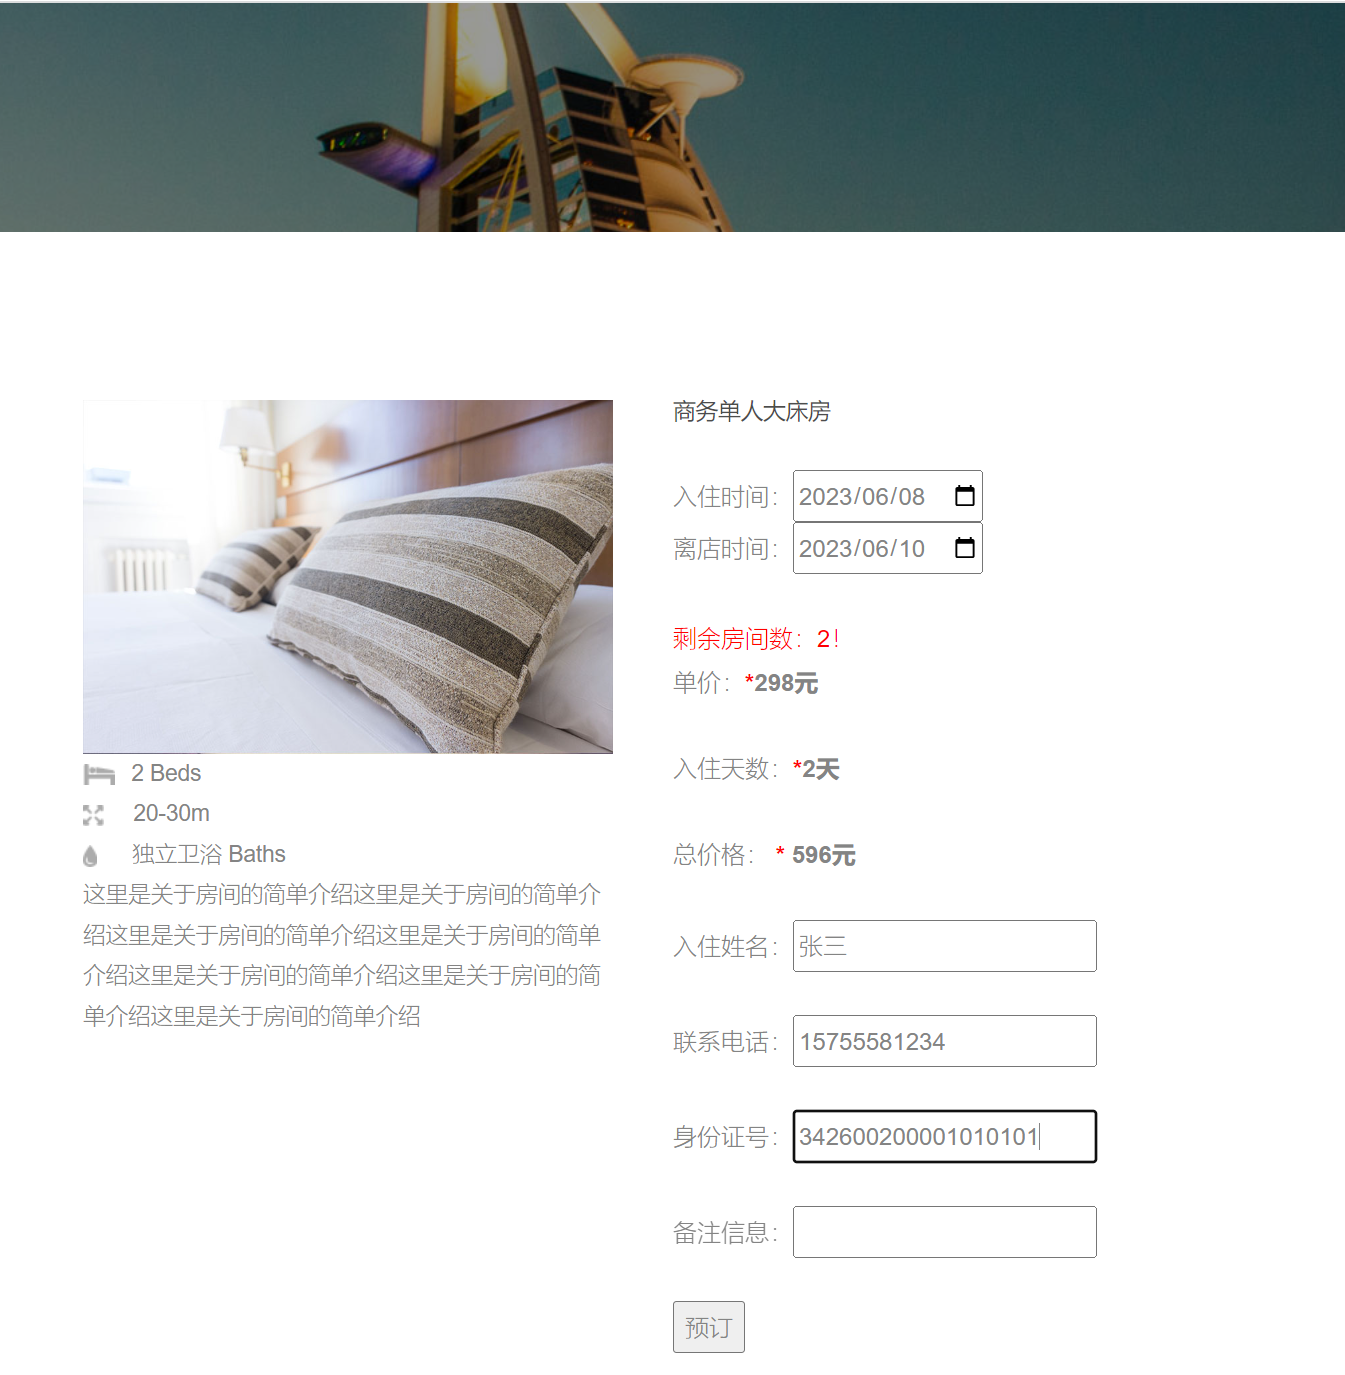 商务单人大床房
入住时间：2023/06/08
离店时间：2023/06/10
剩余房间数：2！
单价：*298元
入住天数：*2天
总价格： * 596元
入住姓名：张三
联系电话：15755581234
身份证号：342600200001010101
备注信息：
预订
2 Beds
20-30m
独立卫浴 Baths
这里是关于房间的简单介绍这里是关于房间的简单介
绍这里是关于房间的简单介绍这里是关于房间的简单
介绍这里是关于房间的简单介绍这里是关于房间的简
单介绍这里是关于房间的简单介绍